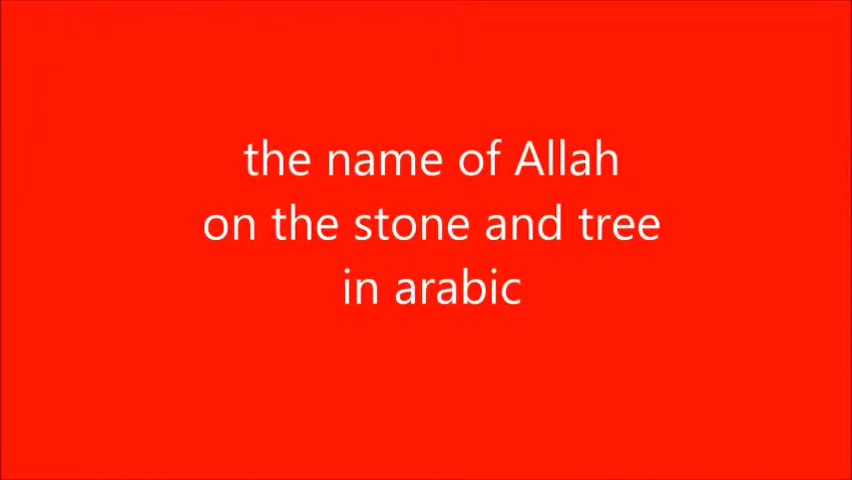 the name of Allah
on the stone and tree
in arabic